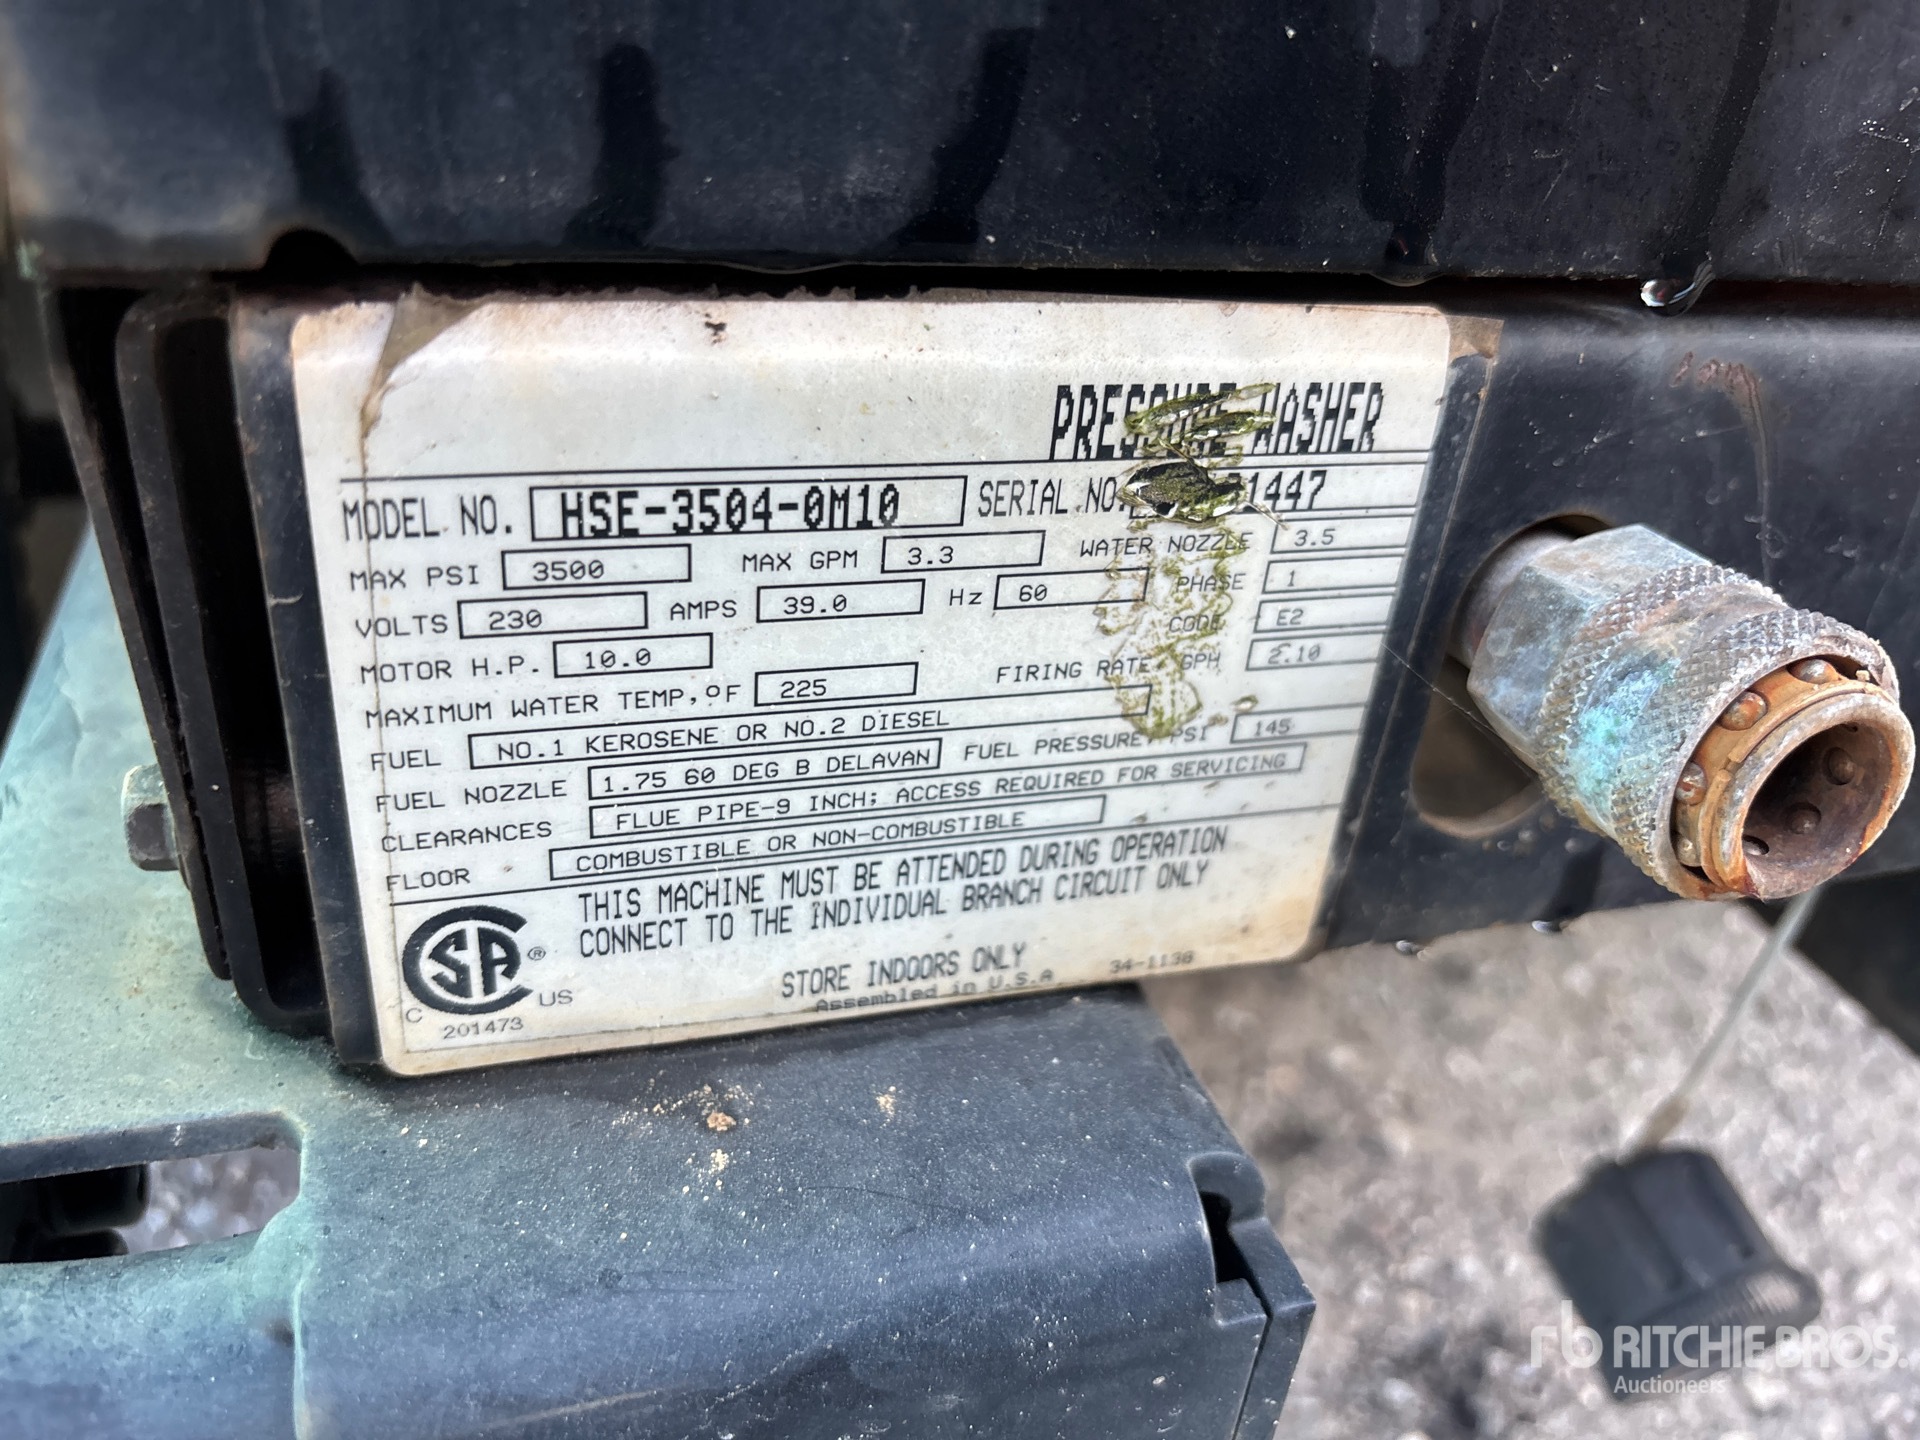 PRESSURE WASHER
MODEL NO. HSE-3504-0M10 SERIAL NO. 1447
MAX PSI 3500 MAX GPM 3.3 WATER NOZZLE 3.5
VOLTS 230 AMPS 39.0 Hz 60 PHASE 1
MOTOR H.P. 10.0 CODE E2
MAXIMUM WATER TEMP,°F 225 FIRING RATE, GPH 2.10
FUEL NO.1 KEROSENE OR NO.2 DIESEL
FUEL NOZZLE 1.75 60 DEG B DELAVAN FUEL PRESSURE, PSI 145
CLEARANCES FLUE PIPE-9 INCH; ACCESS REQUIRED FOR SERVICING
FLOOR COMBUSTIBLE OR NON-COMBUSTIBLE
THIS MACHINE MUST BE ATTENDED DURING OPERATION
CONNECT TO THE INDIVIDUAL BRANCH CIRCUIT ONLY
STORE INDOORS ONLY
Assembled in U.S.A. 34-1138
CSA ®
C US
201473
rb RITCHIE BROS.
Auctioneers